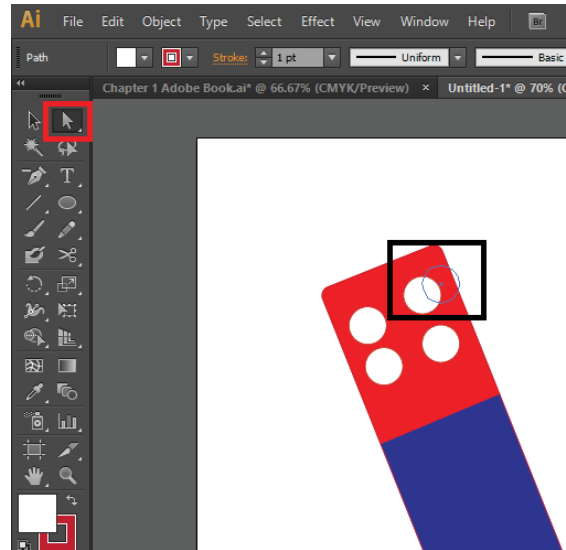 Ai File Edit Object Type Select Effect View Window Help Br
Path Stroke: 1 pt Uniform Basic
Chapter 1 Adobe Book.ai* @ 66.67% (CMYK/Preview) × Untitled-1* @ 70% (C
T